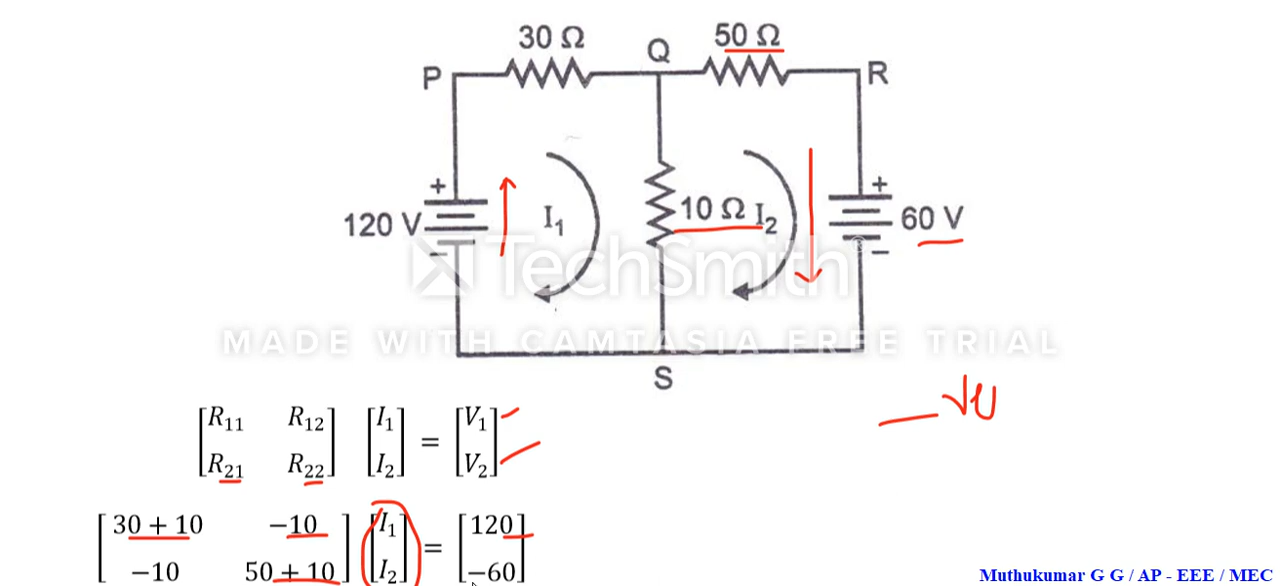 30 Ω
50 Ω
P
Q
R
+
+
120 V
I₁
10 Ω
I₂
60 V
−
−
TechSmith
MADE WITH CAMTASIA FREE TRIAL
S
−ve
[R₁₁ R₁₂] [I₁] = [V₁]
[R₂₁ R₂₂] [I₂] [V₂]
[30 + 10 −10] [I₁] = [120]
[−10 50 + 10] [I₂] [−60]
Muthukumar G G / AP - EEE / MEC